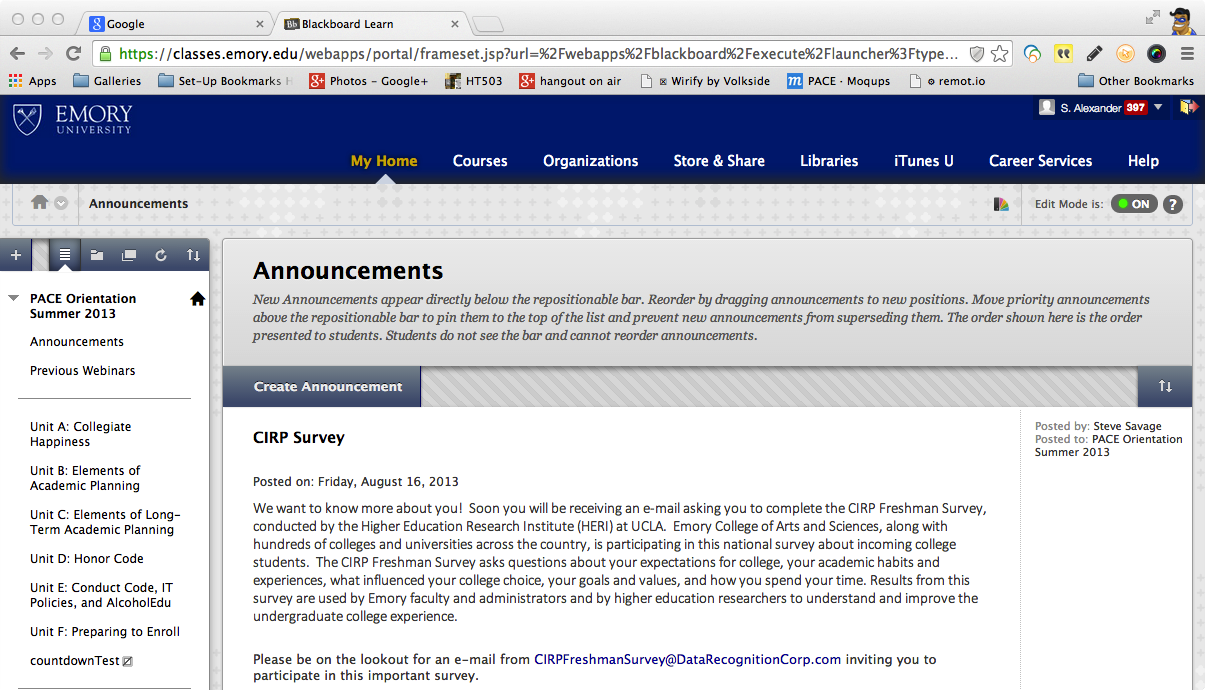 Google
Blackboard Learn
https://classes.emory.edu/webapps/portal/frameset.jsp?url=%2Fwebapps%2Fblackboard%2Fexecute%2Flauncher%3Ftype...
Apps Galleries Set-Up Bookmarks Photos - Google+ HT503 hangout on air Wirify by Volkside PACE · Moqups remot.io Other Bookmarks
EMORY
UNIVERSITY
S. Alexander 397
My Home Courses Organizations Store & Share Libraries iTunes U Career Services Help
Announcements
Edit Mode is: ON ?
PACE Orientation
Summer 2013
Announcements
Previous Webinars
Unit A: Collegiate
Happiness
Unit B: Elements of
Academic Planning
Unit C: Elements of Long-
Term Academic Planning
Unit D: Honor Code
Unit E: Conduct Code, IT
Policies, and AlcoholEdu
Unit F: Preparing to Enroll
countdownTest
Announcements
New Announcements appear directly below the repositionable bar. Reorder by dragging announcements to new positions. Move priority announcements
above the repositionable bar to pin them to the top of the list and prevent new announcements from superseding them. The order shown here is the order
presented to students. Students do not see the bar and cannot reorder announcements.
Create Announcement
CIRP Survey
Posted on: Friday, August 16, 2013
We want to know more about you! Soon you will be receiving an e-mail asking you to complete the CIRP Freshman Survey,
conducted by the Higher Education Research Institute (HERI) at UCLA. Emory College of Arts and Sciences, along with
hundreds of colleges and universities across the country, is participating in this national survey about incoming college
students. The CIRP Freshman Survey asks questions about your expectations for college, your academic habits and
experiences, what influenced your college choice, your goals and values, and how you spend your time. Results from this
survey are used by Emory faculty and administrators and by higher education researchers to understand and improve the
undergraduate college experience.
Please be on the lookout for an e-mail from CIRPFreshmanSurvey@DataRecognitionCorp.com inviting you to
participate in this important survey.
Posted by: Steve Savage
Posted to: PACE Orientation
Summer 2013